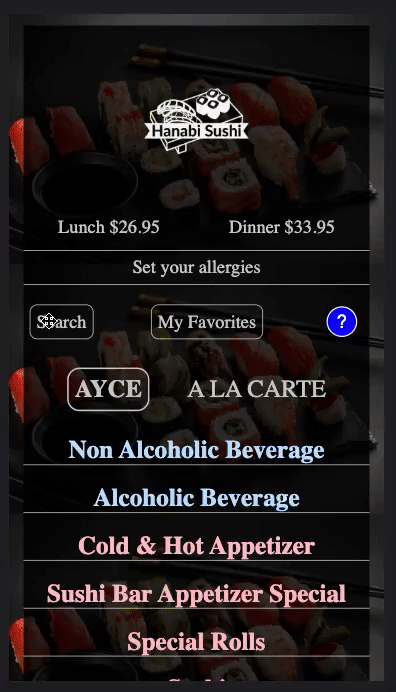 Hanabi Sushi
Lunch $26.95 Dinner $33.95
Set your allergies
Search My Favorites ?
AYCE A LA CARTE
Non Alcoholic Beverage
Alcoholic Beverage
Cold & Hot Appetizer
Sushi Bar Appetizer Special
Special Rolls